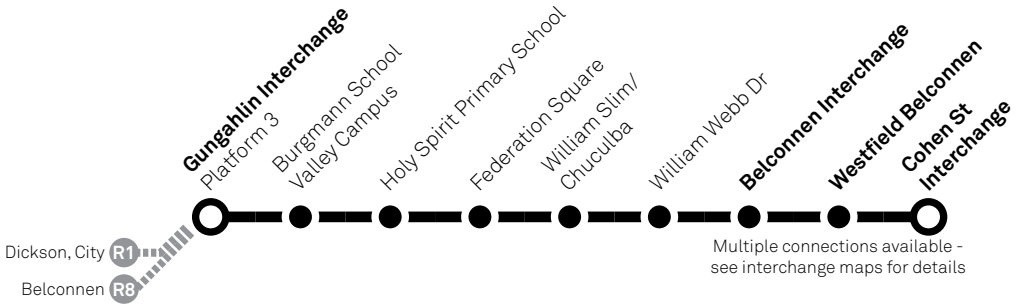 Gungahlin Interchange
Platform 3
Burgmann School
Valley Campus
Holy Spirit Primary School
Federation Square
William Slim/
Chuculba
William Webb Dr
Belconnen Interchange
Westfield Belconnen
Cohen St
Interchange
Dickson, City R1
Belconnen R8
Multiple connections available -
see interchange maps for details